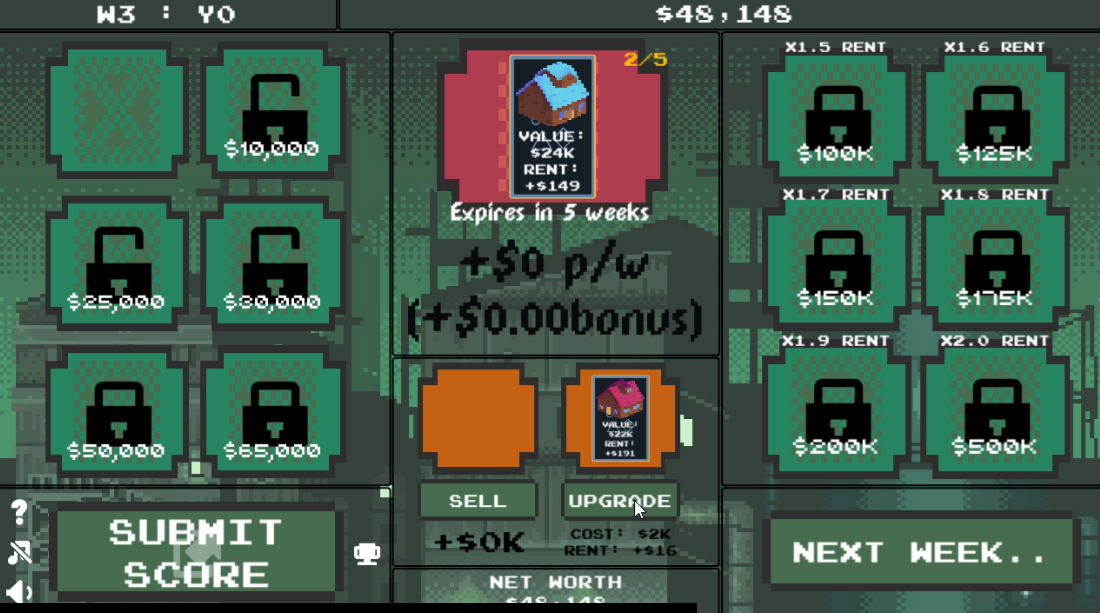 W3 : Y0
$48,148
$10,000
$25,000
$30,000
$50,000
$65,000
SUBMIT
SCORE
?
2/5
VALUE:
$24K
RENT:
+$149
Expires in 5 weeks
+$0 p/w
(+$0.00bonus)
VALUE:
$22K
RENT:
+$191
SELL
UPGRADE
+$0K
COST: $2K
RENT: +$16
NET WORTH
$48,148
X1.5 RENT
X1.6 RENT
$100K
$125K
X1.7 RENT
X1.8 RENT
$150K
$175K
X1.9 RENT
X2.0 RENT
$200K
$500K
NEXT WEEK..